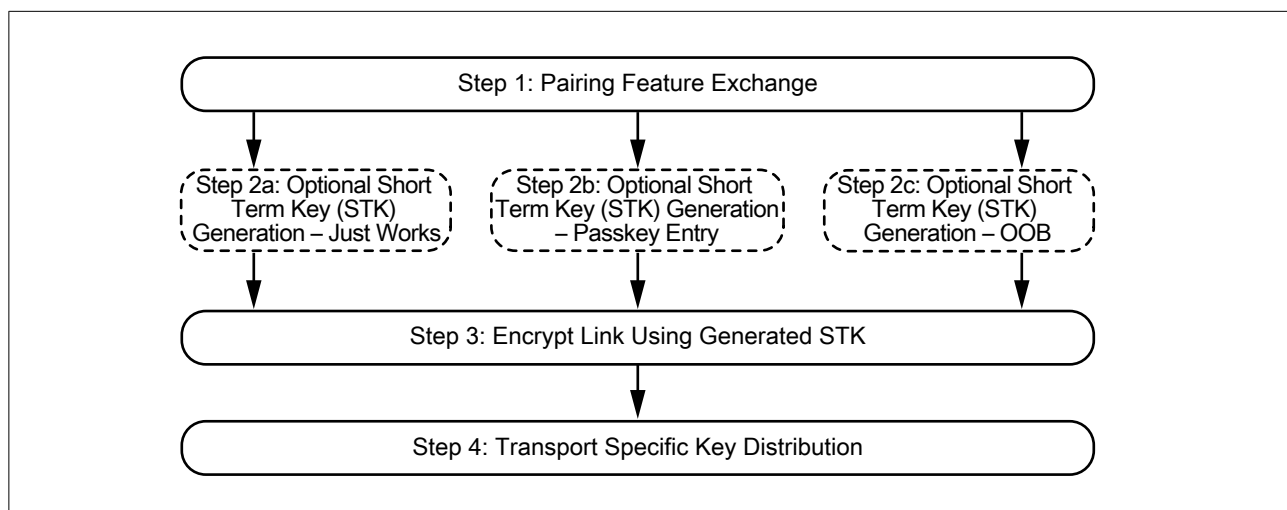 Step 1: Pairing Feature Exchange
Step 2a: Optional Short
Term Key (STK)
Generation – Just Works
Step 2b: Optional Short
Term Key (STK) Generation
– Passkey Entry
Step 2c: Optional Short
Term Key (STK)
Generation – OOB
Step 3: Encrypt Link Using Generated STK
Step 4: Transport Specific Key Distribution